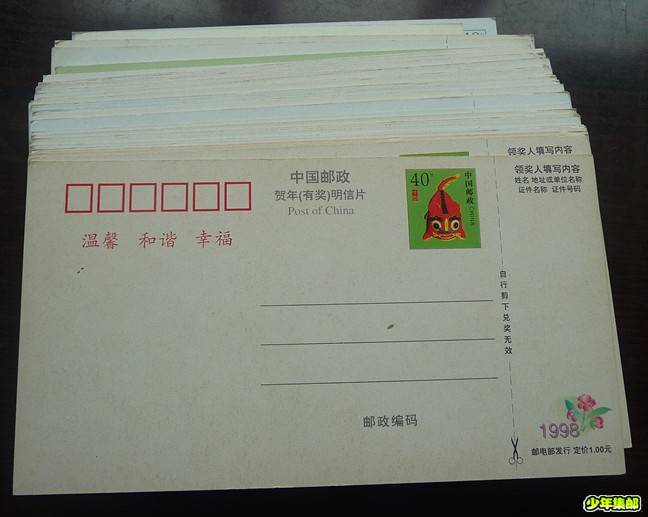 领奖人填写内容
中国邮政
贺年(有奖)明信片
Post of China
40分
中国邮政
CHINA
领奖人填写内容
姓名 地址或单位名称
证件名称 证件号码
温馨 和谐 幸福
自行剪下兑奖无效
邮政编码
1998
邮电部发行 定价1.00元
少年集邮